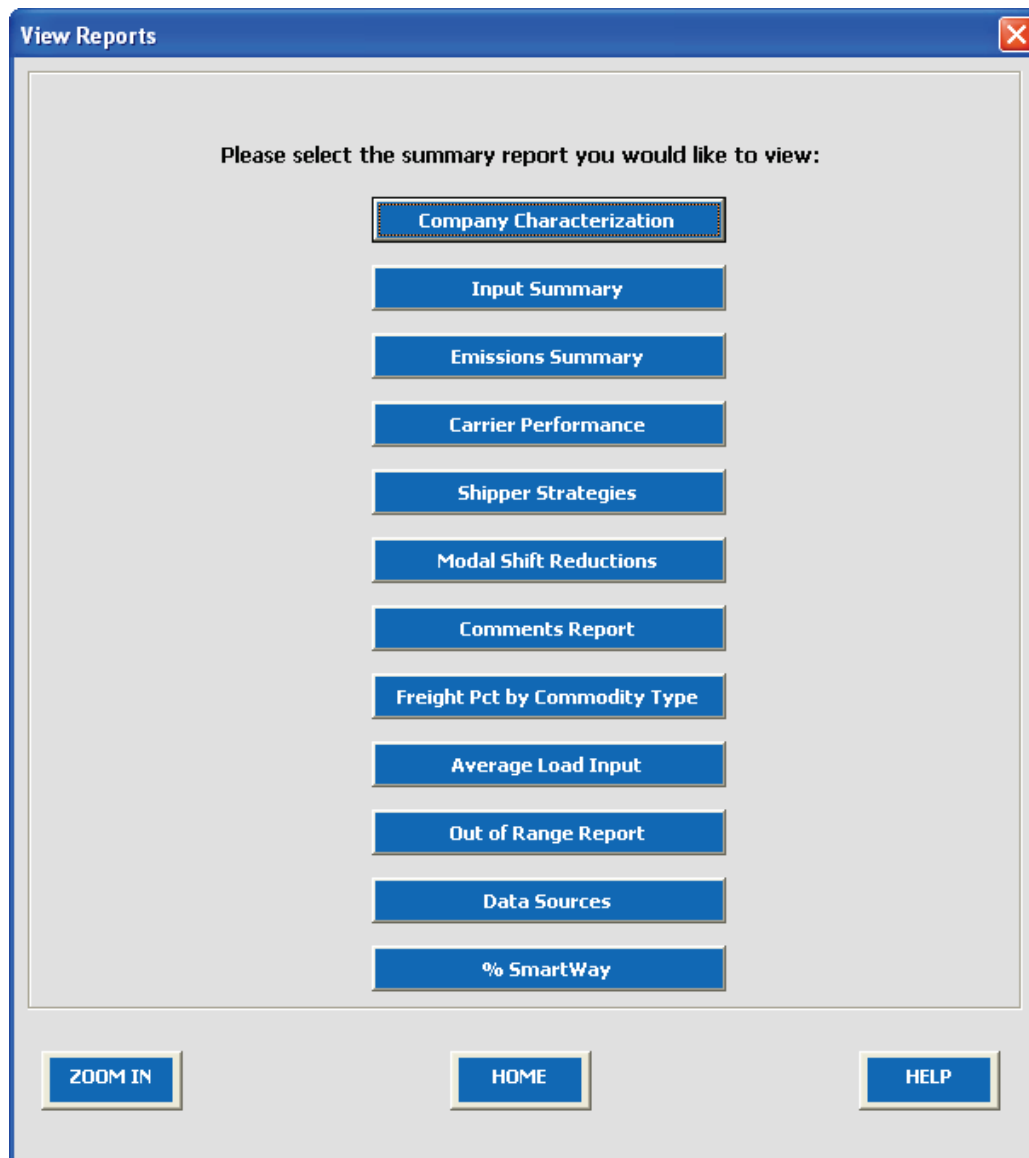 View Reports
Please select the summary report you would like to view:
Company Characterization
Input Summary
Emissions Summary
Carrier Performance
Shipper Strategies
Modal Shift Reductions
Comments Report
Freight Pct by Commodity Type
Average Load Input
Out of Range Report
Data Sources
% SmartWay
ZOOM IN
HOME
HELP